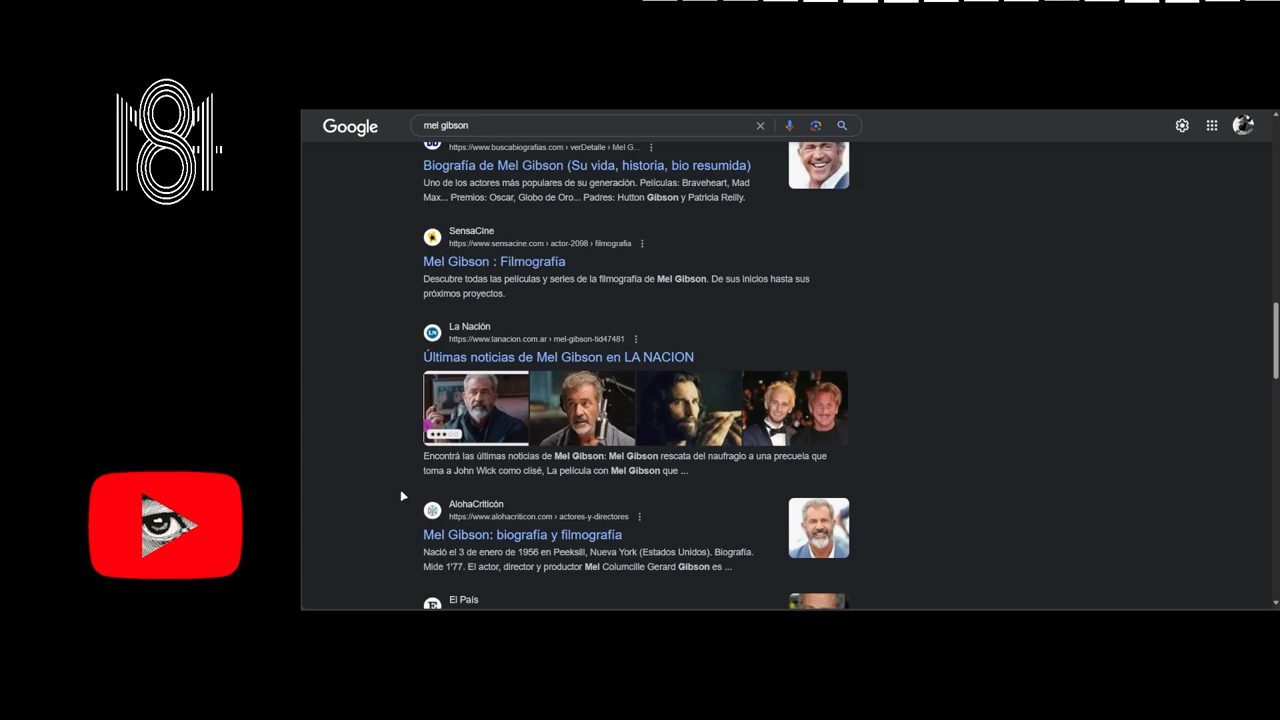 Google
mel gibson
https://www.buscabiografias.com › verDetalle › Mel G...
Biografía de Mel Gibson (Su vida, historia, bio resumida)
Uno de los actores más populares de su generación. Películas: Braveheart, Mad
Max... Premios: Oscar, Globo de Oro... Padres: Hutton Gibson y Patricia Reilly.
SensaCine
https://www.sensacine.com › actor-2098 › filmografia
Mel Gibson : Filmografía
Descubre todas las películas y series de la filmografía de Mel Gibson. De sus inicios hasta sus
próximos proyectos.
LN
La Nación
https://www.lanacion.com.ar › mel-gibson-tid47481
Últimas noticias de Mel Gibson en LA NACION
Encontrá las últimas noticias de Mel Gibson: Mel Gibson rescata del naufragio a una precuela que
toma a John Wick como clisé, La película con Mel Gibson que ...
AlohaCriticón
https://www.alohacriticon.com › actores-y-directores
Mel Gibson: biografía y filmografía
Nació el 3 de enero de 1956 en Peeksill, Nueva York (Estados Unidos). Biografía.
Mide 1'77. El actor, director y productor Mel Columcille Gerard Gibson es ...
E
El País